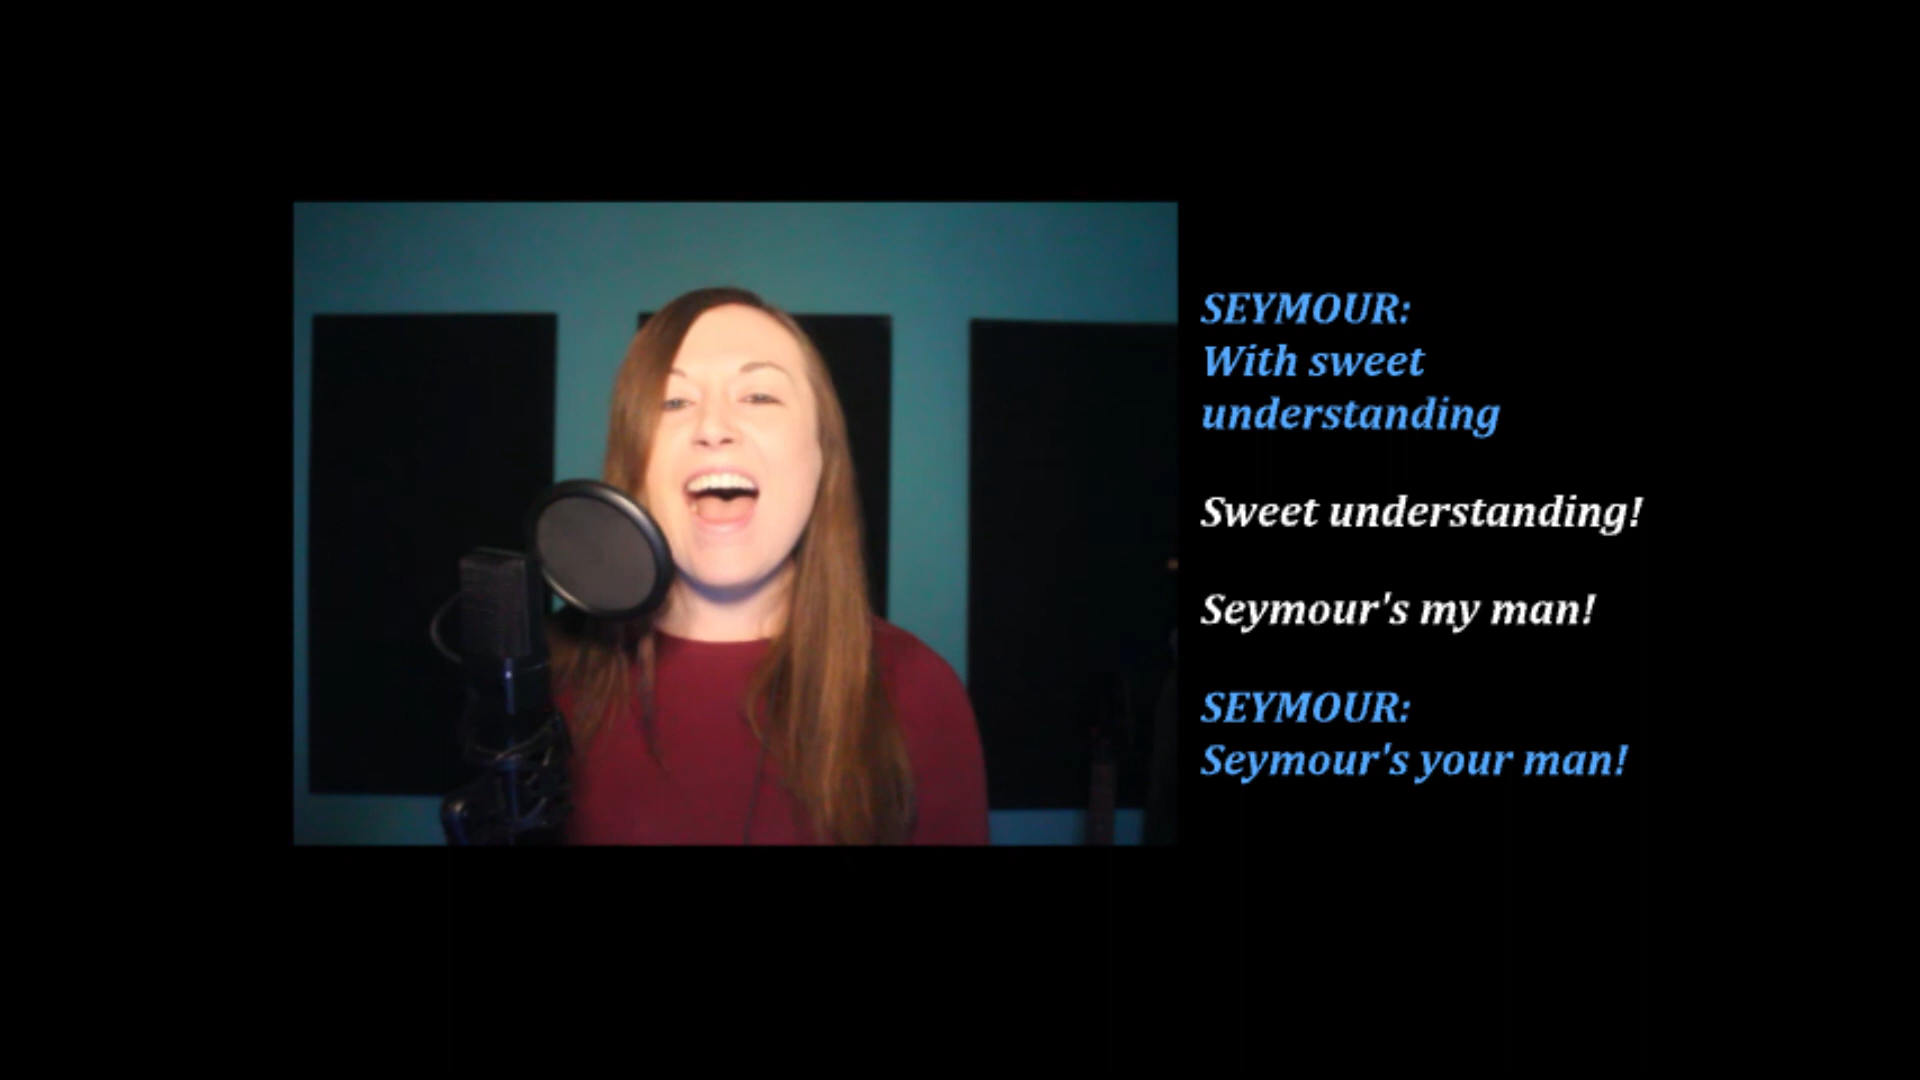 SEYMOUR:
With sweet
understanding
Sweet understanding!
Seymour's my man!
SEYMOUR:
Seymour's your man!